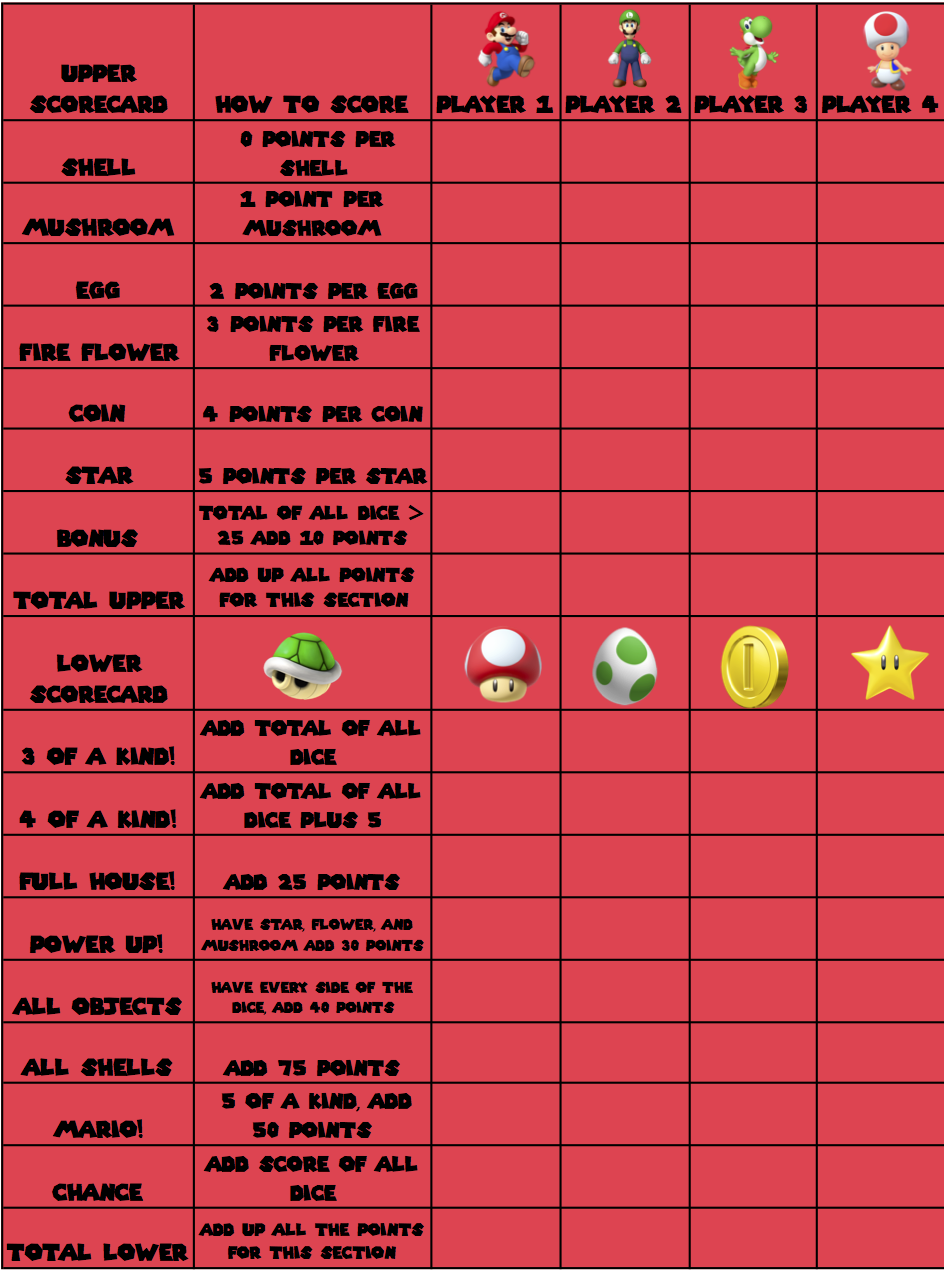 UPPER
SCORECARD
HOW TO SCORE
PLAYER 1
PLAYER 2
PLAYER 3
PLAYER 4
SHELL
0 POINTS PER
SHELL
MUSHROOM
1 POINT PER
MUSHROOM
EGG
2 POINTS PER EGG
FIRE FLOWER
3 POINTS PER FIRE
FLOWER
COIN
4 POINTS PER COIN
STAR
5 POINTS PER STAR
BONUS
TOTAL OF ALL DICE >
25 ADD 10 POINTS
TOTAL UPPER
ADD UP ALL POINTS
FOR THIS SECTION
LOWER
SCORECARD
3 OF A KIND!
ADD TOTAL OF ALL
DICE
4 OF A KIND!
ADD TOTAL OF ALL
DICE PLUS 5
FULL HOUSE!
ADD 25 POINTS
POWER UP!
HAVE STAR, FLOWER, AND
MUSHROOM ADD 30 POINTS
ALL OBJECTS
HAVE EVERY SIDE OF THE
DICE, ADD 40 POINTS
ALL SHELLS
ADD 75 POINTS
MARIO!
5 OF A KIND, ADD
50 POINTS
CHANCE
ADD SCORE OF ALL
DICE
TOTAL LOWER
ADD UP ALL THE POINTS
FOR THIS SECTION